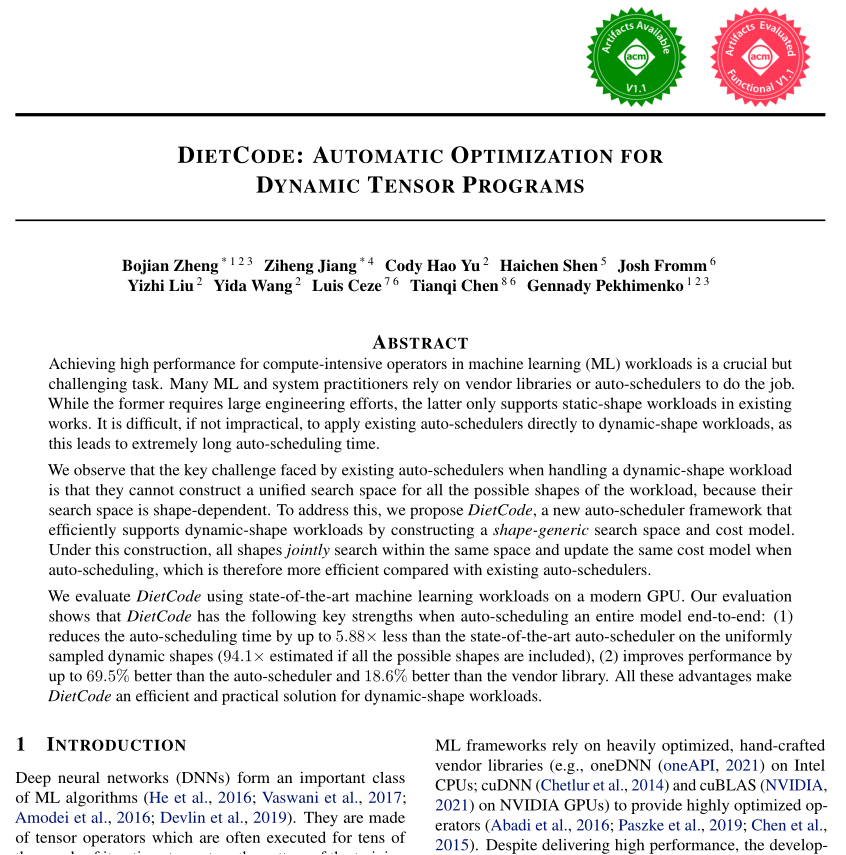 Artifacts Available
acm
V1.1
Artifacts Evaluated
acm
Functional V1.1
DIETCODE: AUTOMATIC OPTIMIZATION FOR
DYNAMIC TENSOR PROGRAMS
Bojian Zheng * 1 2 3 Ziheng Jiang * 4 Cody Hao Yu 2 Haichen Shen 5 Josh Fromm 6
Yizhi Liu 2 Yida Wang 2 Luis Ceze 7 6 Tianqi Chen 8 6 Gennady Pekhimenko 1 2 3
ABSTRACT
Achieving high performance for compute-intensive operators in machine learning (ML) workloads is a crucial but
challenging task. Many ML and system practitioners rely on vendor libraries or auto-schedulers to do the job.
While the former requires large engineering efforts, the latter only supports static-shape workloads in existing
works. It is difficult, if not impractical, to apply existing auto-schedulers directly to dynamic-shape workloads, as
this leads to extremely long auto-scheduling time.
We observe that the key challenge faced by existing auto-schedulers when handling a dynamic-shape workload
is that they cannot construct a unified search space for all the possible shapes of the workload, because their
search space is shape-dependent. To address this, we propose DietCode, a new auto-scheduler framework that
efficiently supports dynamic-shape workloads by constructing a shape-generic search space and cost model.
Under this construction, all shapes jointly search within the same space and update the same cost model when
auto-scheduling, which is therefore more efficient compared with existing auto-schedulers.
We evaluate DietCode using state-of-the-art machine learning workloads on a modern GPU. Our evaluation
shows that DietCode has the following key strengths when auto-scheduling an entire model end-to-end: (1)
reduces the auto-scheduling time by up to 5.88× less than the state-of-the-art auto-scheduler on the uniformly
sampled dynamic shapes (94.1× estimated if all the possible shapes are included), (2) improves performance by
up to 69.5% better than the auto-scheduler and 18.6% better than the vendor library. All these advantages make
DietCode an efficient and practical solution for dynamic-shape workloads.
1 INTRODUCTION
Deep neural networks (DNNs) form an important class
of ML algorithms (He et al., 2016; Vaswani et al., 2017;
Amodei et al., 2016; Devlin et al., 2019). They are made
of tensor operators which are often executed for tens of
ML frameworks rely on heavily optimized, hand-crafted
vendor libraries (e.g., oneDNN (oneAPI, 2021) on Intel
CPUs; cuDNN (Chetlur et al., 2014) and cuBLAS (NVIDIA,
2021) on NVIDIA GPUs) to provide highly optimized op-
erators (Abadi et al., 2016; Paszke et al., 2019; Chen et al.,
2015). Despite delivering high performance, the develop-